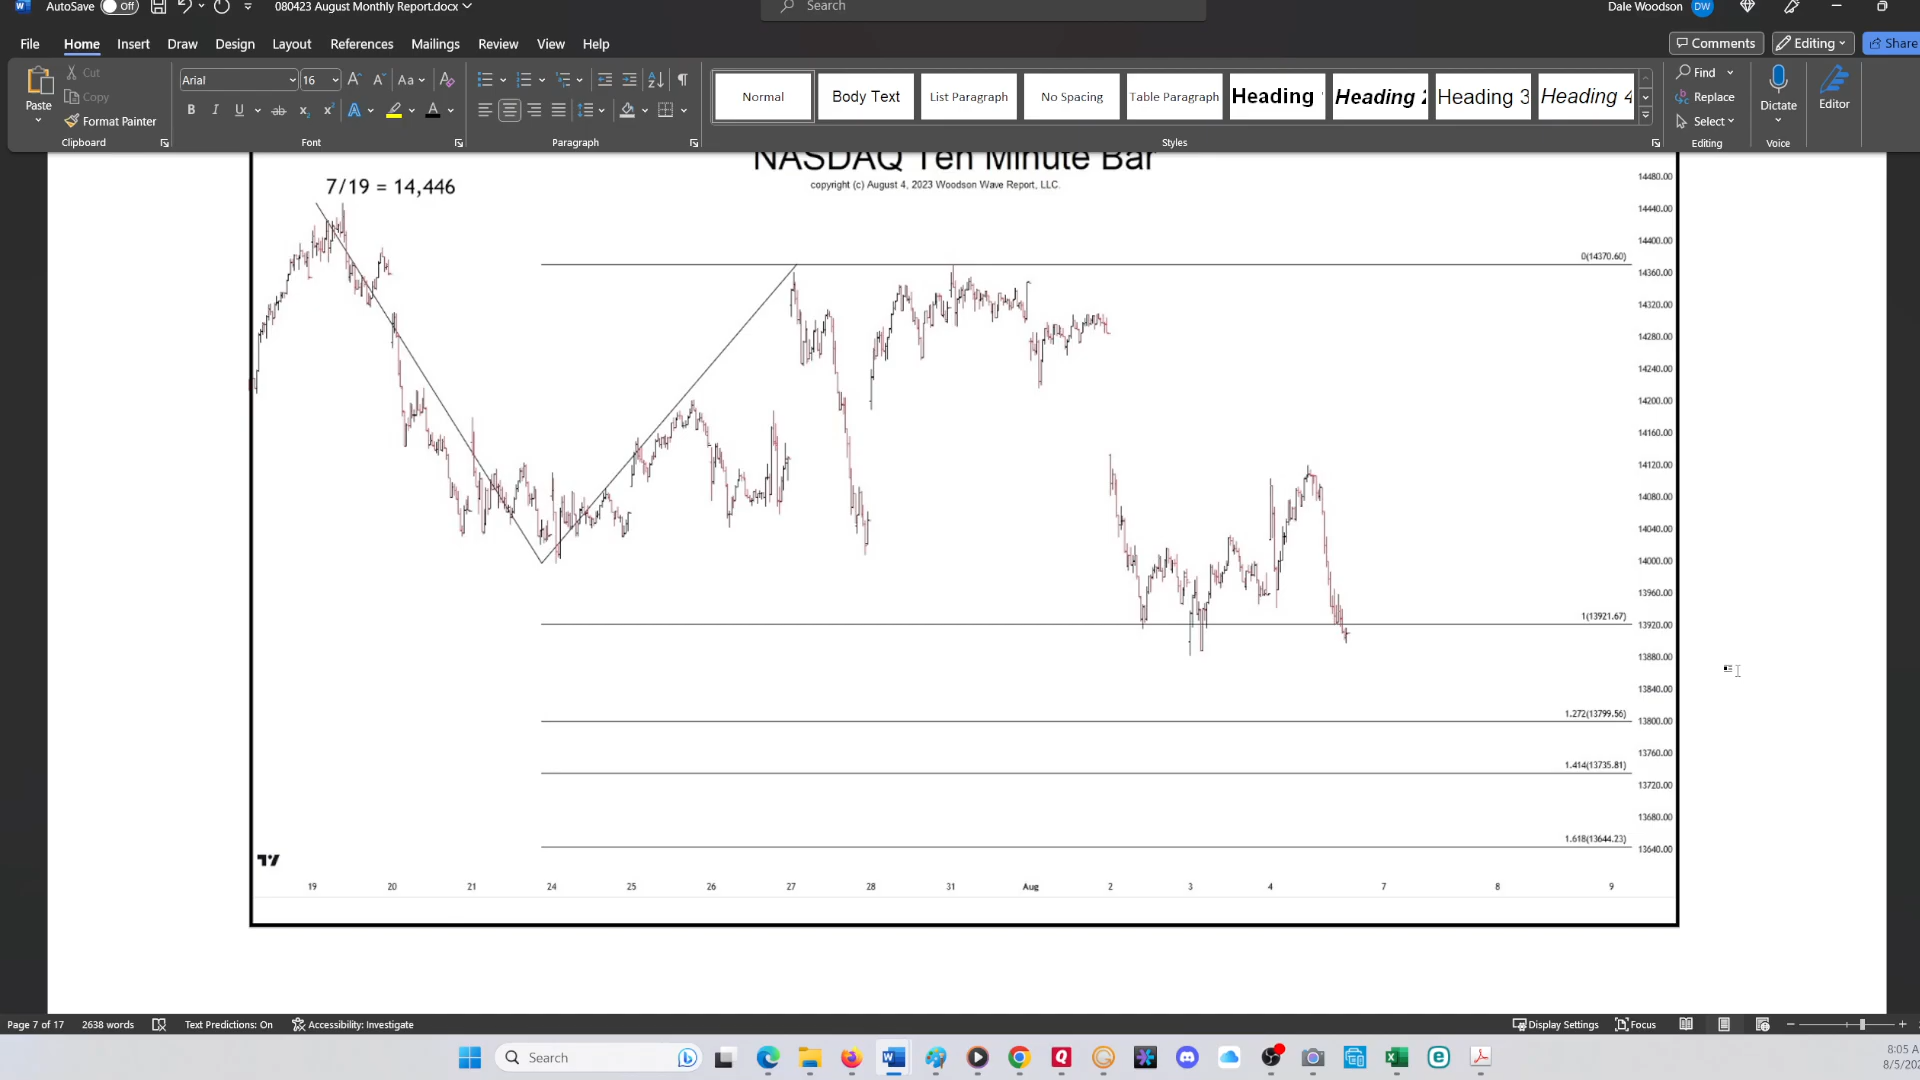 AutoSave Off 080423 August Monthly Report.docx Search Dale Woodson DW
File Home Insert Draw Design Layout References Mailings Review View Help Comments Editing Share
Paste Cut Copy Format Painter
Arial 16
Normal Body Text List Paragraph No Spacing Table Paragraph Heading Heading 2 Heading 3 Heading 4
Find Replace Select
Dictate Editor
Clipboard Font Paragraph Styles Editing Voice
NASDAQ Ten Minute Bar
copyright (c) August 4, 2023 Woodson Wave Report, LLC.
7/19 = 14,446
14480.00
14440.00
14400.00
0(14370.60)
14360.00
14320.00
14280.00
14240.00
14200.00
14160.00
14120.00
14080.00
14040.00
14000.00
13960.00
1(13921.67)
13920.00
13880.00
13840.00
1.272(13799.56)
13800.00
13760.00
1.414(13735.81)
13720.00
13680.00
1.618(13644.23)
13640.00
19 20 21 24 25 26 27 28 31 Aug 2 3 4 7 8 9
Page 7 of 17 2638 words Text Predictions: On Accessibility: Investigate Display Settings Focus
Search
8:05 A
8/5/20